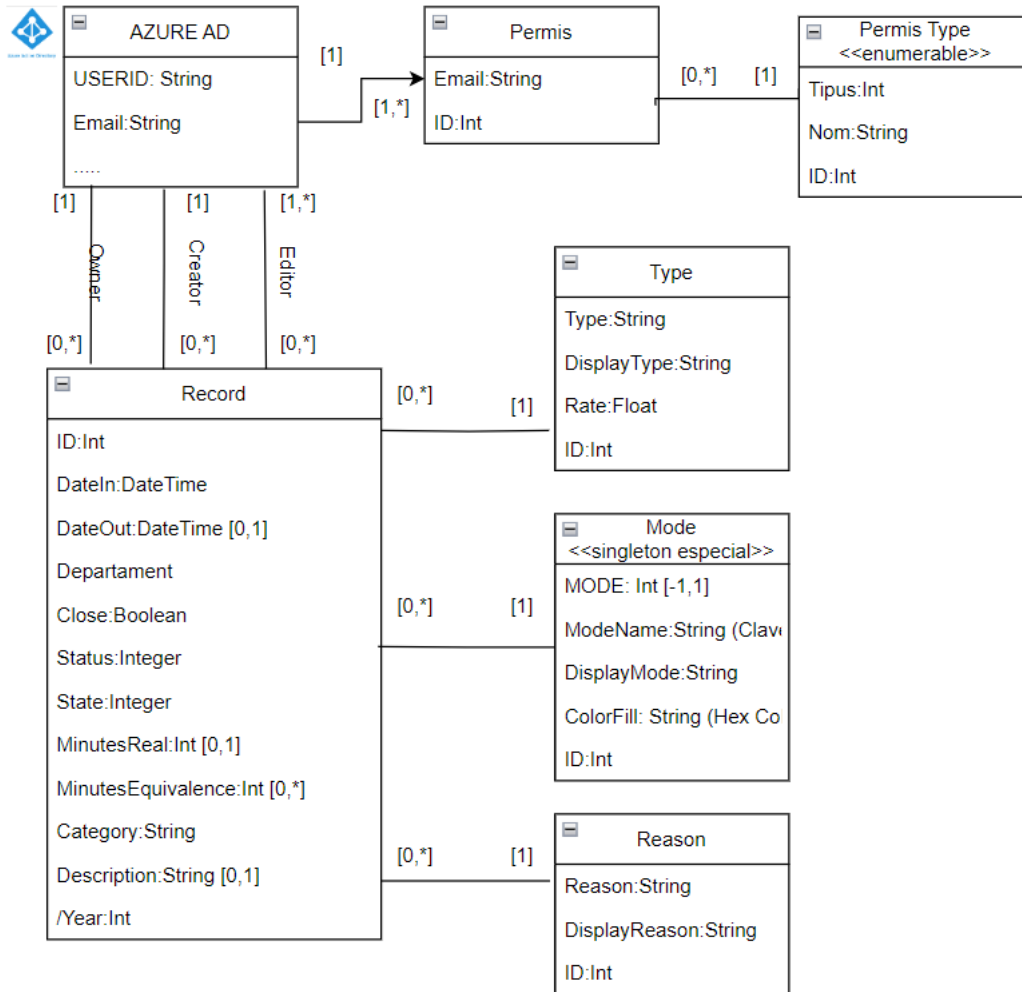 AZURE AD
USERID: String
Email:String
.....
[1]
[1,*]
Permis
Email:String
ID:Int
[0,*]
[1]
Permis Type
<<enumerable>>
Tipus:Int
Nom:String
ID:Int
[1]
[1]
[1,*]
Owner
Creator
Editor
[0,*]
[0,*]
[0,*]
Record
ID:Int
DateIn:DateTime
DateOut:DateTime [0,1]
Departament
Close:Boolean
Status:Integer
State:Integer
MinutesReal:Int [0,1]
MinutesEquivalence:Int [0,*]
Category:String
Description:String [0,1]
/Year:Int
[0,*]
[1]
Type
Type:String
DisplayType:String
Rate:Float
ID:Int
[0,*]
[1]
Mode
<<singleton especial>>
MODE: Int [-1,1]
ModeName:String (Clav
DisplayMode:String
ColorFill: String (Hex Co
ID:Int
[0,*]
[1]
Reason
Reason:String
DisplayReason:String
ID:Int